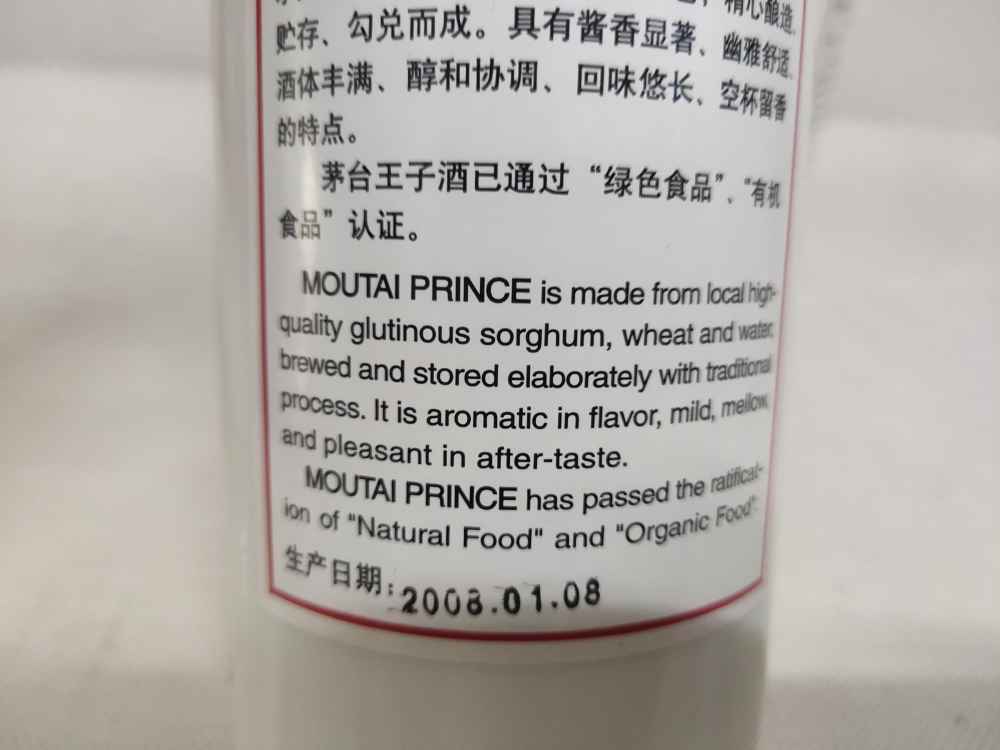 精心酿造、
贮存、勾兑而成。具有酱香显著、幽雅舒适、
酒体丰满、醇和协调、回味悠长、空杯留香
的特点。
茅台王子酒已通过“绿色食品”、“有机
食品”认证。
MOUTAI PRINCE is made from local high-
quality glutinous sorghum, wheat and water,
brewed and stored elaborately with traditional
process. It is aromatic in flavor, mild, mellow,
and pleasant in after-taste.
MOUTAI PRINCE has passed the ratificat-
ion of "Natural Food" and "Organic Food".
生产日期:2008.01.08